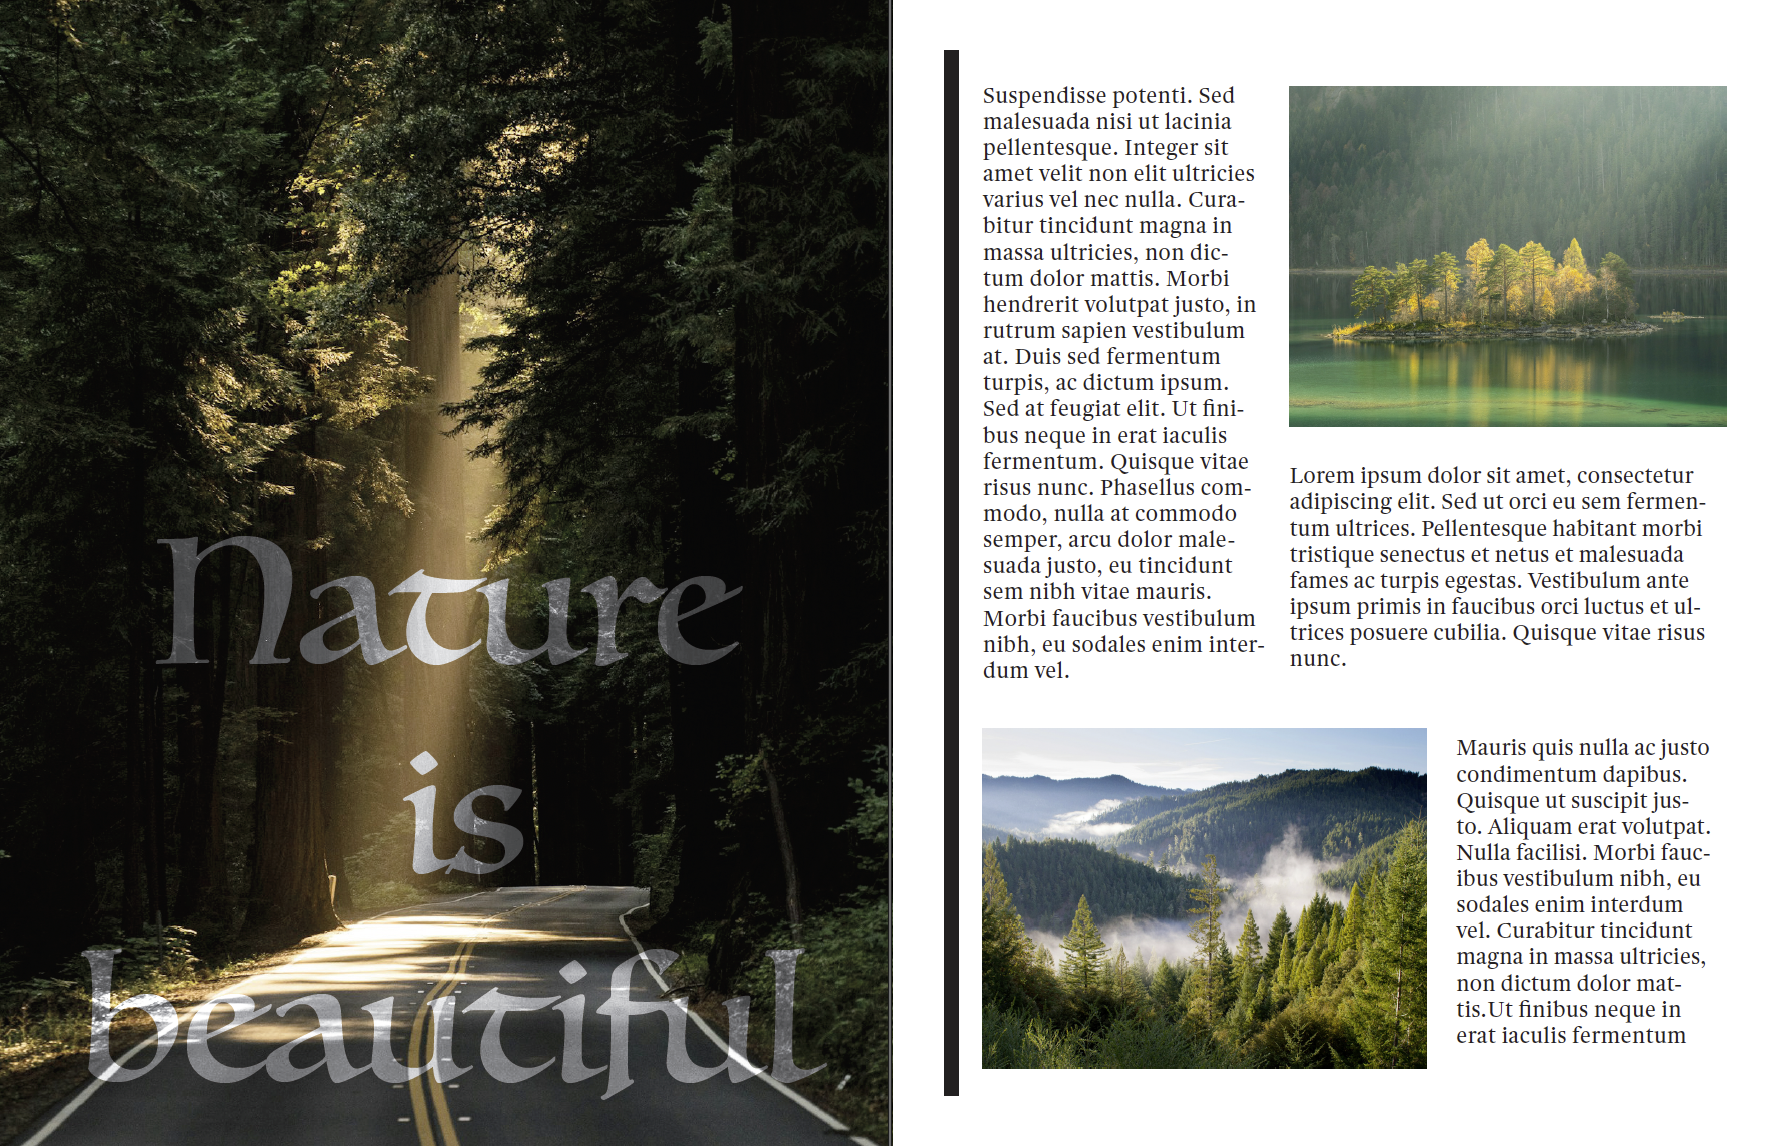 Nature
is
beautiful
Suspendisse potenti. Sed
malesuada nisi ut lacinia
pellentesque. Integer sit
amet velit non elit ultricies
varius vel nec nulla. Cura-
bitur tincidunt magna in
massa ultricies, non dic-
tum dolor mattis. Morbi
hendrerit volutpat justo, in
rutrum sapien vestibulum
at. Duis sed fermentum
turpis, ac dictum ipsum.
Sed at feugiat elit. Ut fini-
bus neque in erat iaculis
fermentum. Quisque vitae
risus nunc. Phasellus com-
modo, nulla at commodo
semper, arcu dolor male-
suada justo, eu tincidunt
sem nibh vitae mauris.
Morbi faucibus vestibulum
nibh, eu sodales enim inter-
dum vel.
Lorem ipsum dolor sit amet, consectetur
adipiscing elit. Sed ut orci eu sem fermen-
tum ultrices. Pellentesque habitant morbi
tristique senectus et netus et malesuada
fames ac turpis egestas. Vestibulum ante
ipsum primis in faucibus orci luctus et ul-
trices posuere cubilia. Quisque vitae risus
nunc.
Mauris quis nulla ac justo
condimentum dapibus.
Quisque ut suscipit jus-
to. Aliquam erat volutpat.
Nulla facilisi. Morbi fauc-
ibus vestibulum nibh, eu
sodales enim interdum
vel. Curabitur tincidunt
magna in massa ultricies,
non dictum dolor mat-
tis.Ut finibus neque in
erat iaculis fermentum